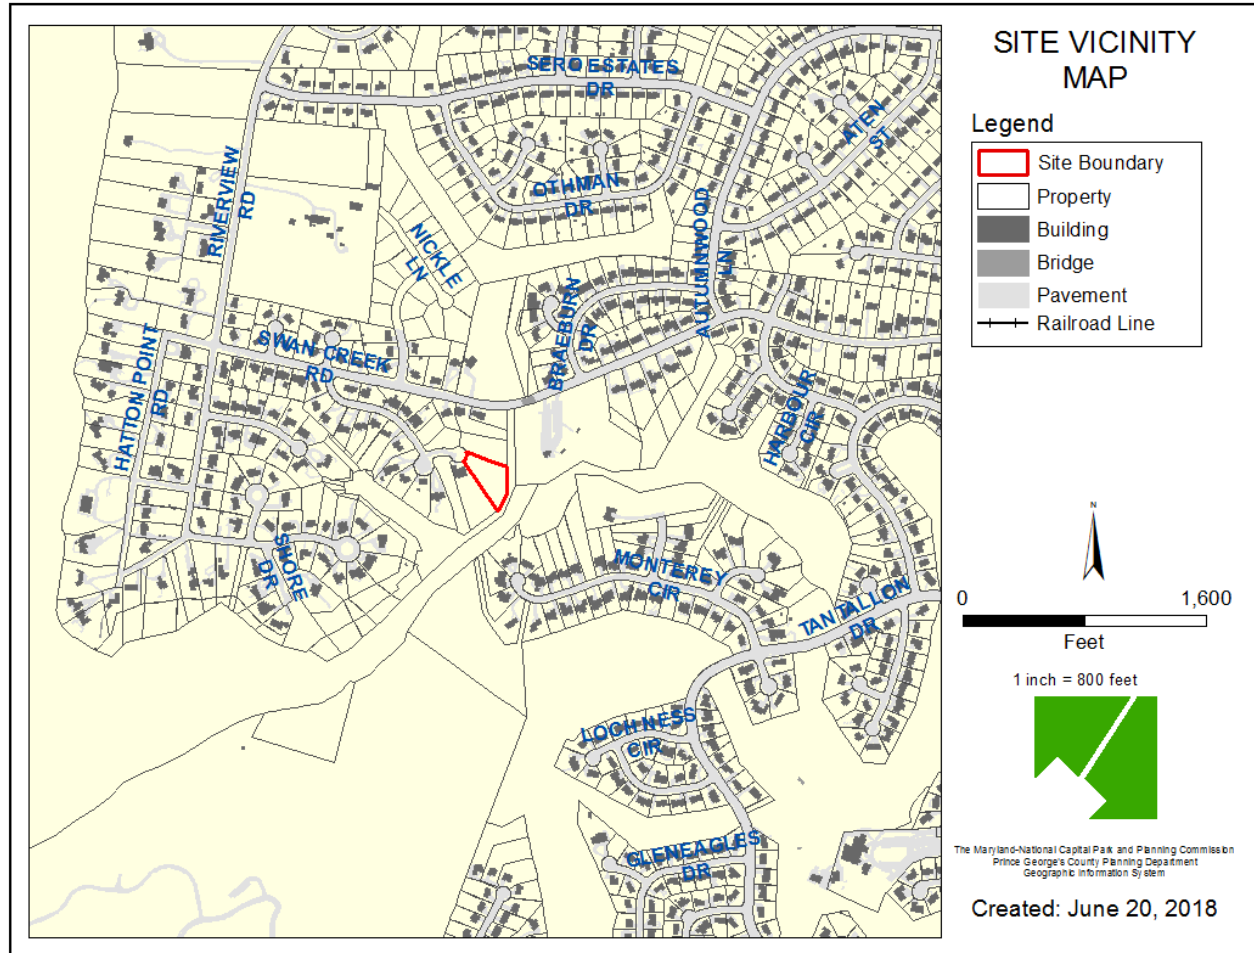 SITE VICINITY
MAP
Legend
Site Boundary
Property
Building
Bridge
Pavement
Railroad Line
N
0 1,600
Feet
1 inch = 800 feet
The Maryland-National Capital Park and Planning Commission
Prince George's County Planning Department
Geographic Information System
Created: June 20, 2018
SERO ESTATES
DR
ATEN
ST
RIVERVIEW
RD
OTHMAN
DR
NICKLE
LN
AUTUMNWOOD
LN
BRAEBURN
DR
SWAN CREEK
RD
HATTON POINT
RD
HARBOUR
CIR
SHORE
DR
MONTEREY
CIR
TANTALLON
DR
LOCH NESS
CIR
GLENEAGLES
DR